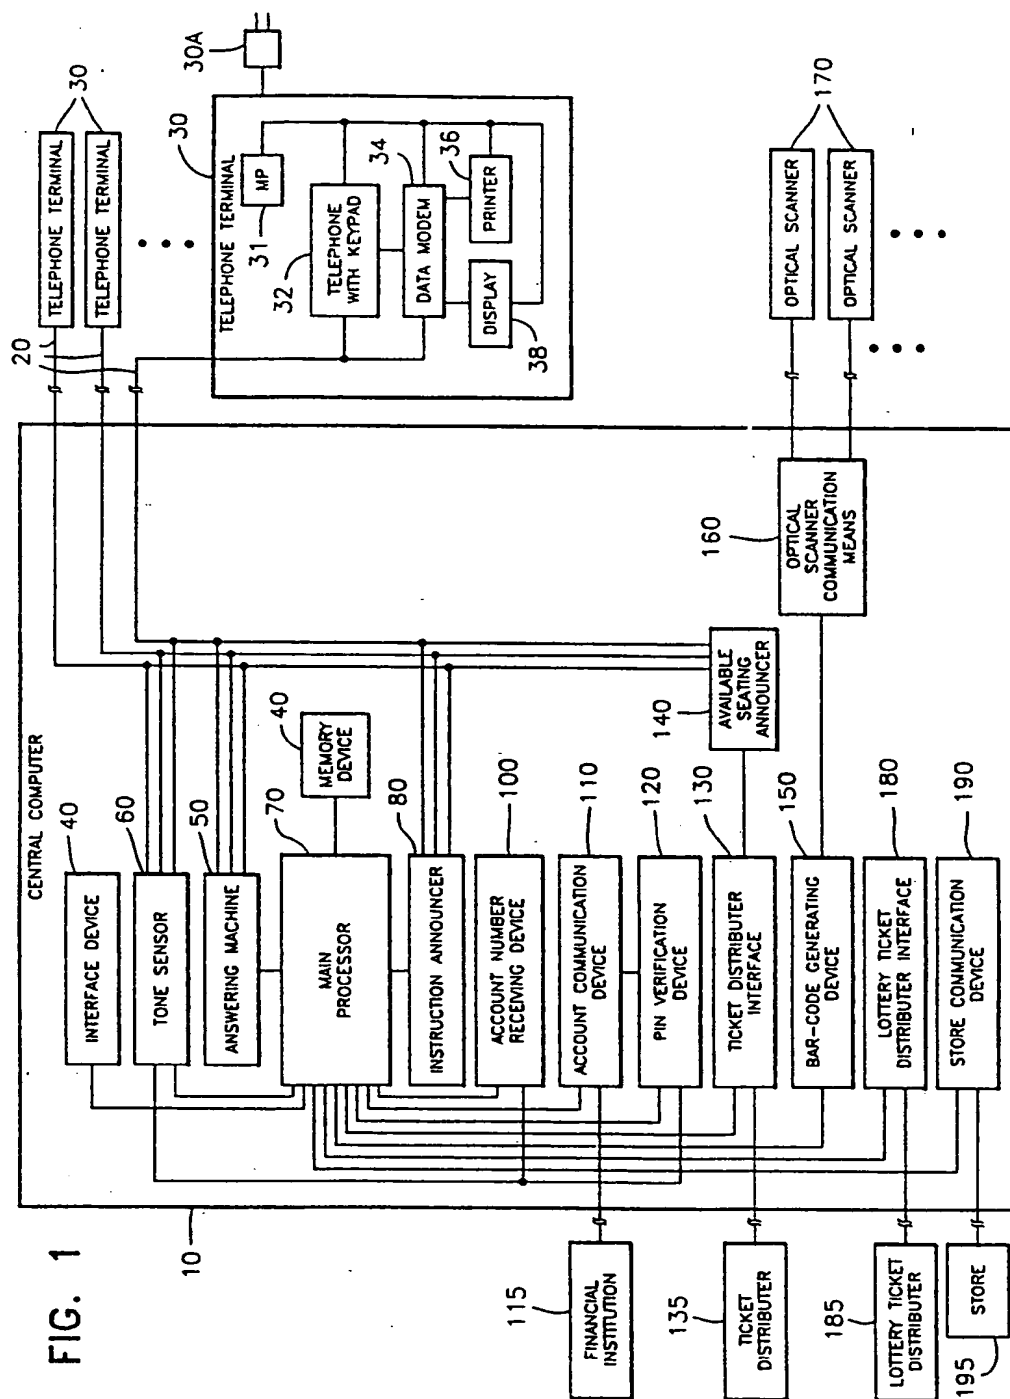 FIG. 1
10
CENTRAL COMPUTER
40
INTERFACE DEVICE
60
TONE SENSOR
50
ANSWERING MACHINE
70
MAIN
PROCESSOR
40
MEMORY
DEVICE
80
INSTRUCTION ANNOUNCER
100
ACCOUNT NUMBER
RECEIVING DEVICE
110
ACCOUNT COMMUNICATION
DEVICE
120
PIN VERIFICATION
DEVICE
130
TICKET DISTRIBUTER
INTERFACE
140
AVAILABLE
SEATING
ANNOUNCER
150
BAR-CODE GENERATING
DEVICE
160
OPTICAL
SCANNER
COMMUNICATION
MEANS
180
LOTTERY TICKET
DISTRIBUTER INTERFACE
190
STORE COMMUNICATION
DEVICE
115
FINANCIAL
INSTITUTION
135
TICKET
DISTRIBUTER
185
LOTTERY TICKET
DISTRIBUTER
STORE
195
20
TELEPHONE TERMINAL
TELEPHONE TERMINAL
30
30
30A
TELEPHONE TERMINAL
MP
31
32
TELEPHONE
WITH KEYPAD
34
DATA MODEM
36
PRINTER
DISPLAY
38
OPTICAL SCANNER
OPTICAL SCANNER
170